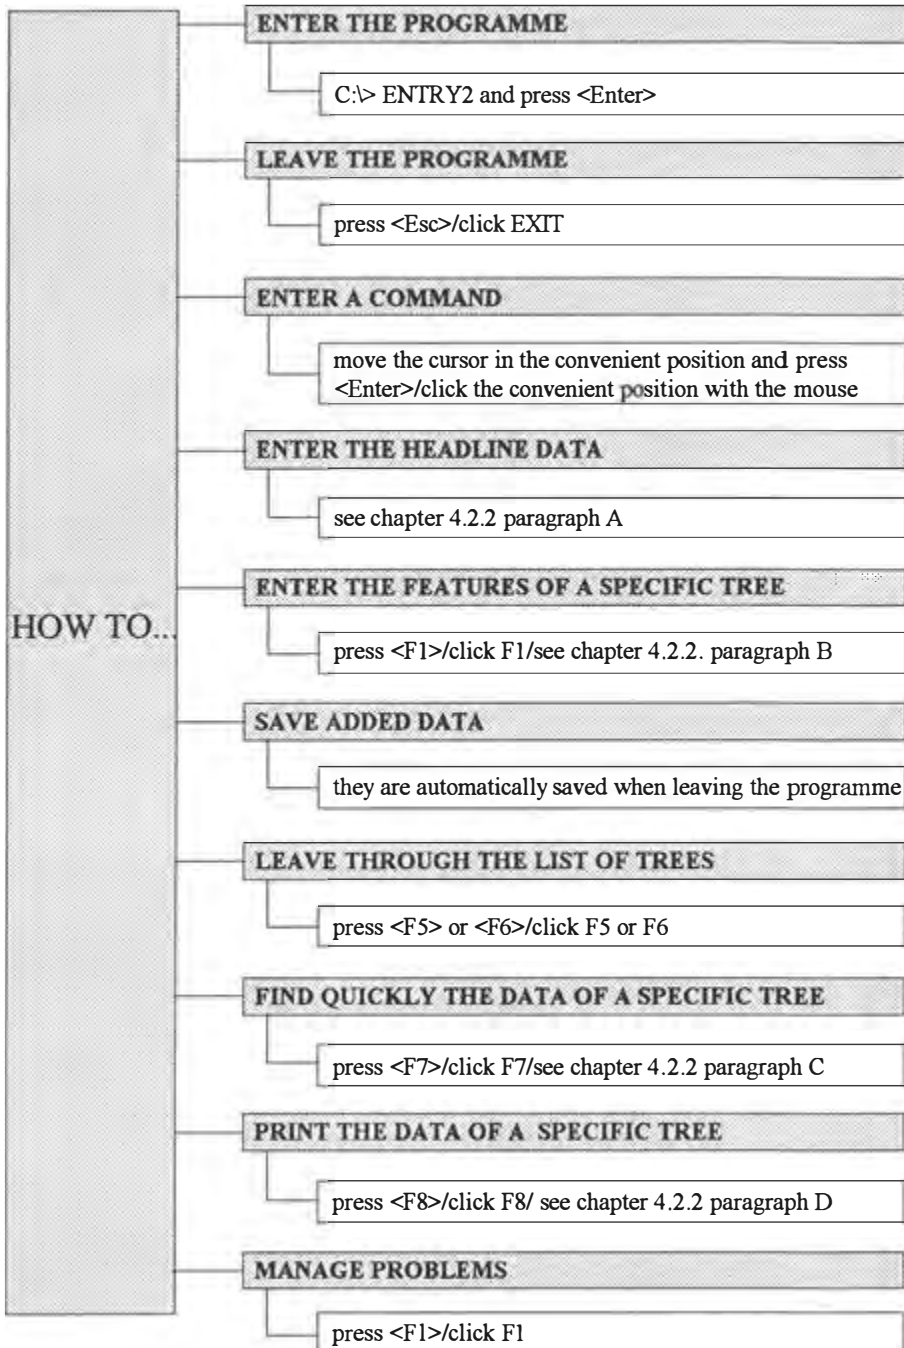 HOW TO...
ENTER THE PROGRAMME
C:\> ENTRY2 and press <Enter>
LEAVE THE PROGRAMME
press <Esc>/click EXIT
ENTER A COMMAND
move the cursor in the convenient position and press
<Enter>/click the convenient position with the mouse
ENTER THE HEADLINE DATA
see chapter 4.2.2 paragraph A
ENTER THE FEATURES OF A SPECIFIC TREE
press <F1>/click F1/see chapter 4.2.2. paragraph B
SAVE ADDED DATA
they are automatically saved when leaving the programme
LEAVE THROUGH THE LIST OF TREES
press <F5> or <F6>/click F5 or F6
FIND QUICKLY THE DATA OF A SPECIFIC TREE
press <F7>/click F7/see chapter 4.2.2 paragraph C
PRINT THE DATA OF A SPECIFIC TREE
press <F8>/click F8/ see chapter 4.2.2 paragraph D
MANAGE PROBLEMS
press <F1>/click F1